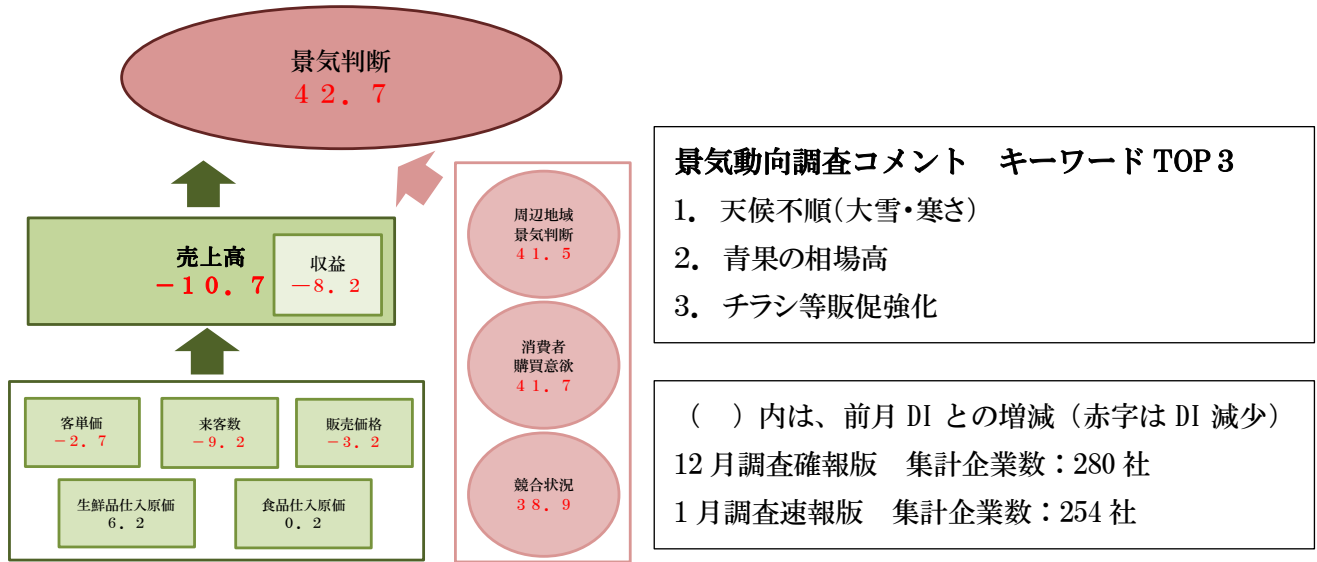 景気判断
４２．７
売上高
－１０．７
収益
－８．２
客単価
－２．７
来客数
－９．２
販売価格
－３．２
生鮮品仕入原価
６．２
食品仕入原価
０．２
周辺地域
景気判断
４１．５
消費者
購買意欲
４１．７
競合状況
３８．９
景気動向調査コメント　キーワード TOP３
1． 天候不順（大雪・寒さ）
2． 青果の相場高
3． チラシ等販促強化
（　）内は、前月 DI との増減（赤字は DI 減少）
12 月調査確報版　集計企業数：280 社
1 月調査速報版　集計企業数：254 社